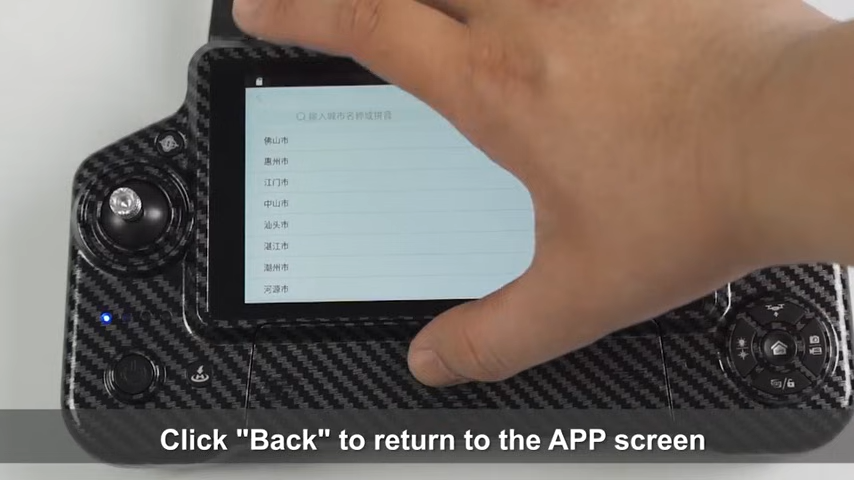 输入城市名称或拼音
佛山市
惠州市
江门市
中山市
汕头市
湛江市
潮州市
河源市
Click "Back" to return to the APP screen